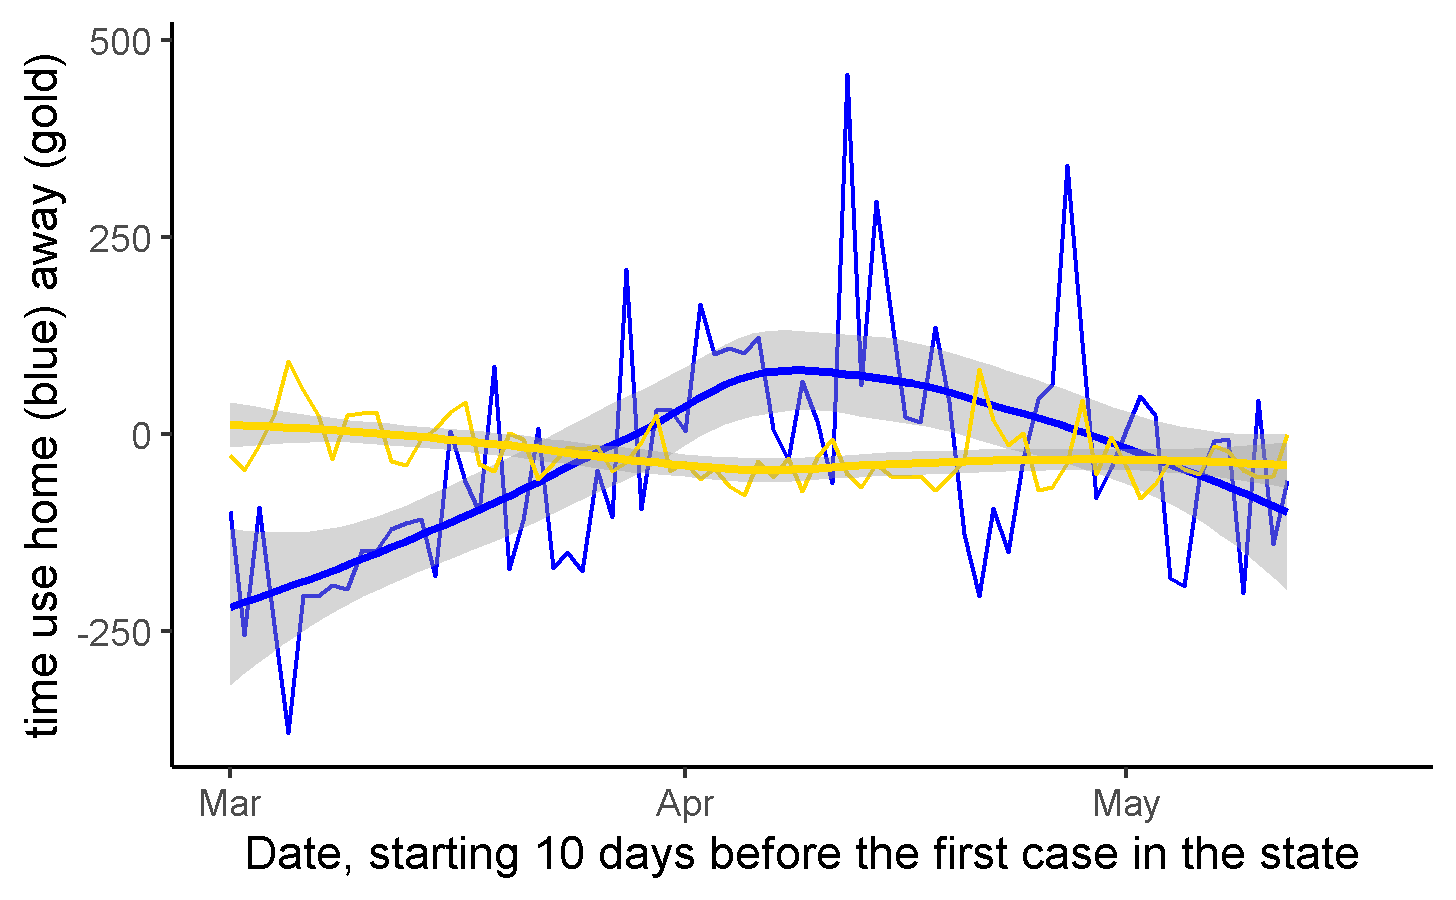 time use home (blue) away (gold)
500
250
0
-250
Mar Apr May
Date, starting 10 days before the first case in the state